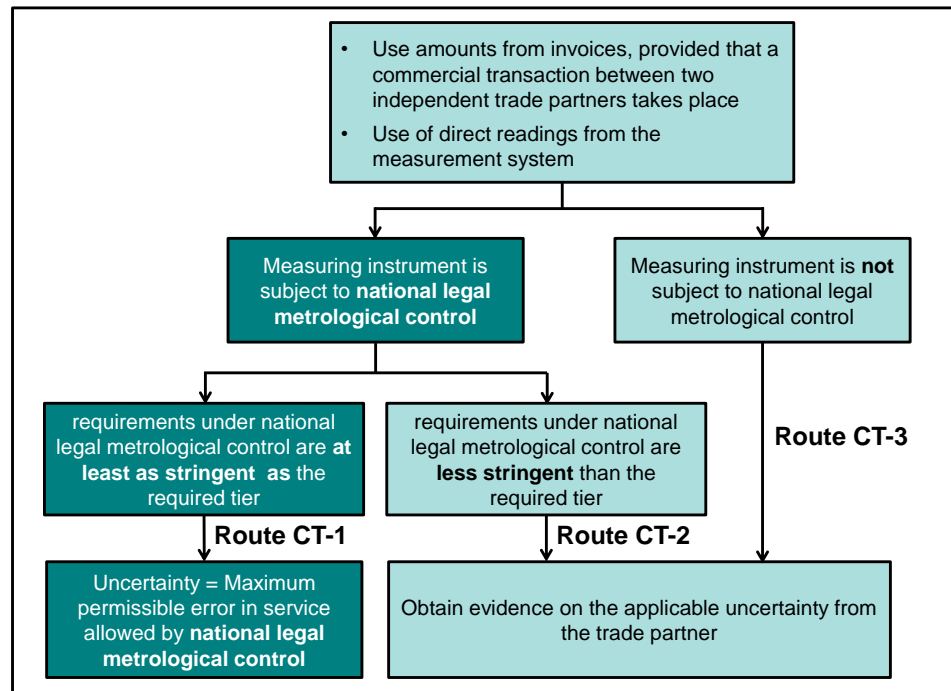 • Use amounts from invoices, provided that a
commercial transaction between two
independent trade partners takes place
• Use of direct readings from the
measurement system
Measuring instrument is
subject to national legal
metrological control
Measuring instrument is not
subject to national legal
metrological control
requirements under national
legal metrological control are at
least as stringent as the
required tier
requirements under national
legal metrological control are
less stringent than the
required tier
Route CT-3
Route CT-1
Route CT-2
Uncertainty = Maximum
permissible error in service
allowed by national legal
metrological control
Obtain evidence on the applicable uncertainty from
the trade partner